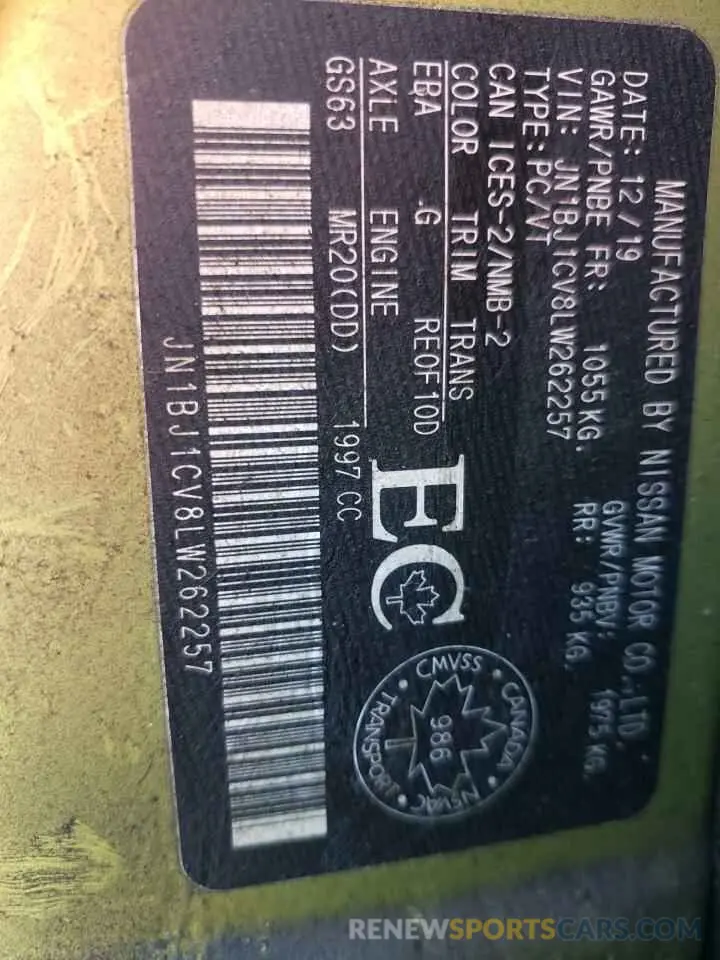 MANUFACTURED BY NISSAN MOTOR CO.,LTD.
DATE: 12/19 GVWR/PNBV: 1975 KG.
GAWR/PNBE FR: 1055 KG. RR: 935 KG.
VIN: JN1BJ1CV8LW262257
TYPE: PC/VT
CAN ICES-2/NMB-2
COLOR TRIM TRANS
EBA .G RE0F10D
AXLE ENGINE
GS63 MR20(DD) 1997 CC
EC
CMVSS • CANADA • NSVAC • TRANSPORT •
986
JN1BJ1CV8LW262257
RENEWSPORTSCARS.COM